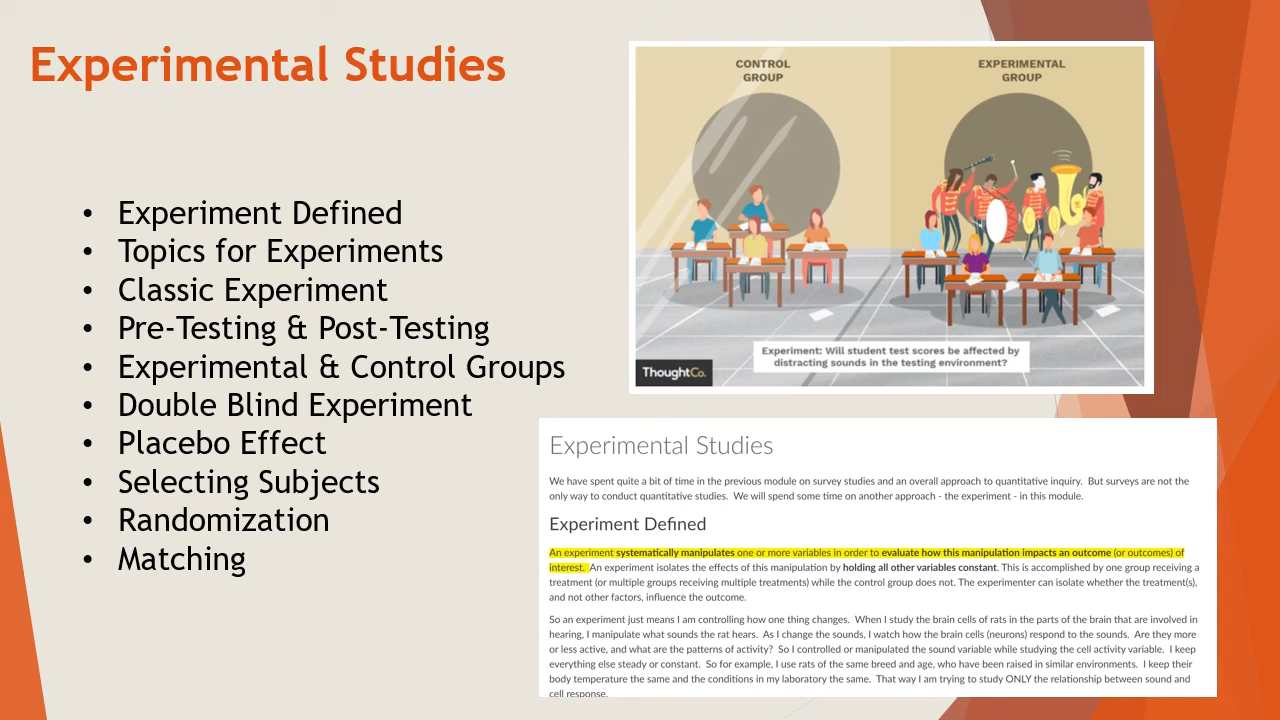 Experimental Studies
• Experiment Defined
• Topics for Experiments
• Classic Experiment
• Pre-Testing & Post-Testing
• Experimental & Control Groups
• Double Blind Experiment
• Placebo Effect
• Selecting Subjects
• Randomization
• Matching
CONTROL
GROUP
EXPERIMENTAL
GROUP
Experiment: Will student test scores be affected by
distracting sounds in the testing environment?
ThoughtCo.
Experimental Studies
We have spent quite a bit of time in the previous module on survey studies and an overall approach to quantitative inquiry. But surveys are not the
only way to conduct quantitative studies. We will spend some time on another approach - the experiment - in this module.
Experiment Defined
An experiment systematically manipulates one or more variables in order to evaluate how this manipulation impacts an outcome (or outcomes) of
interest. An experiment isolates the effects of this manipulation by holding all other variables constant. This is accomplished by one group receiving a
treatment (or multiple groups receiving multiple treatments) while the control group does not. The experimenter can isolate whether the treatment(s),
and not other factors, influence the outcome.
So an experiment just means I am controlling how one thing changes. When I study the brain cells of rats in the parts of the brain that are involved in
hearing, I manipulate what sounds the rat hears. As I change the sounds, I watch how the brain cells (neurons) respond to the sounds. Are they more
or less active, and what are the patterns of activity? So I controlled or manipulated the sound variable while studying the cell activity variable. I keep
everything else steady or constant. So for example, I use rats of the same breed and age, who have been raised in similar environments. I keep their
body temperature the same and the conditions in my laboratory the same. That way I am trying to study ONLY the relationship between sound and
cell response.